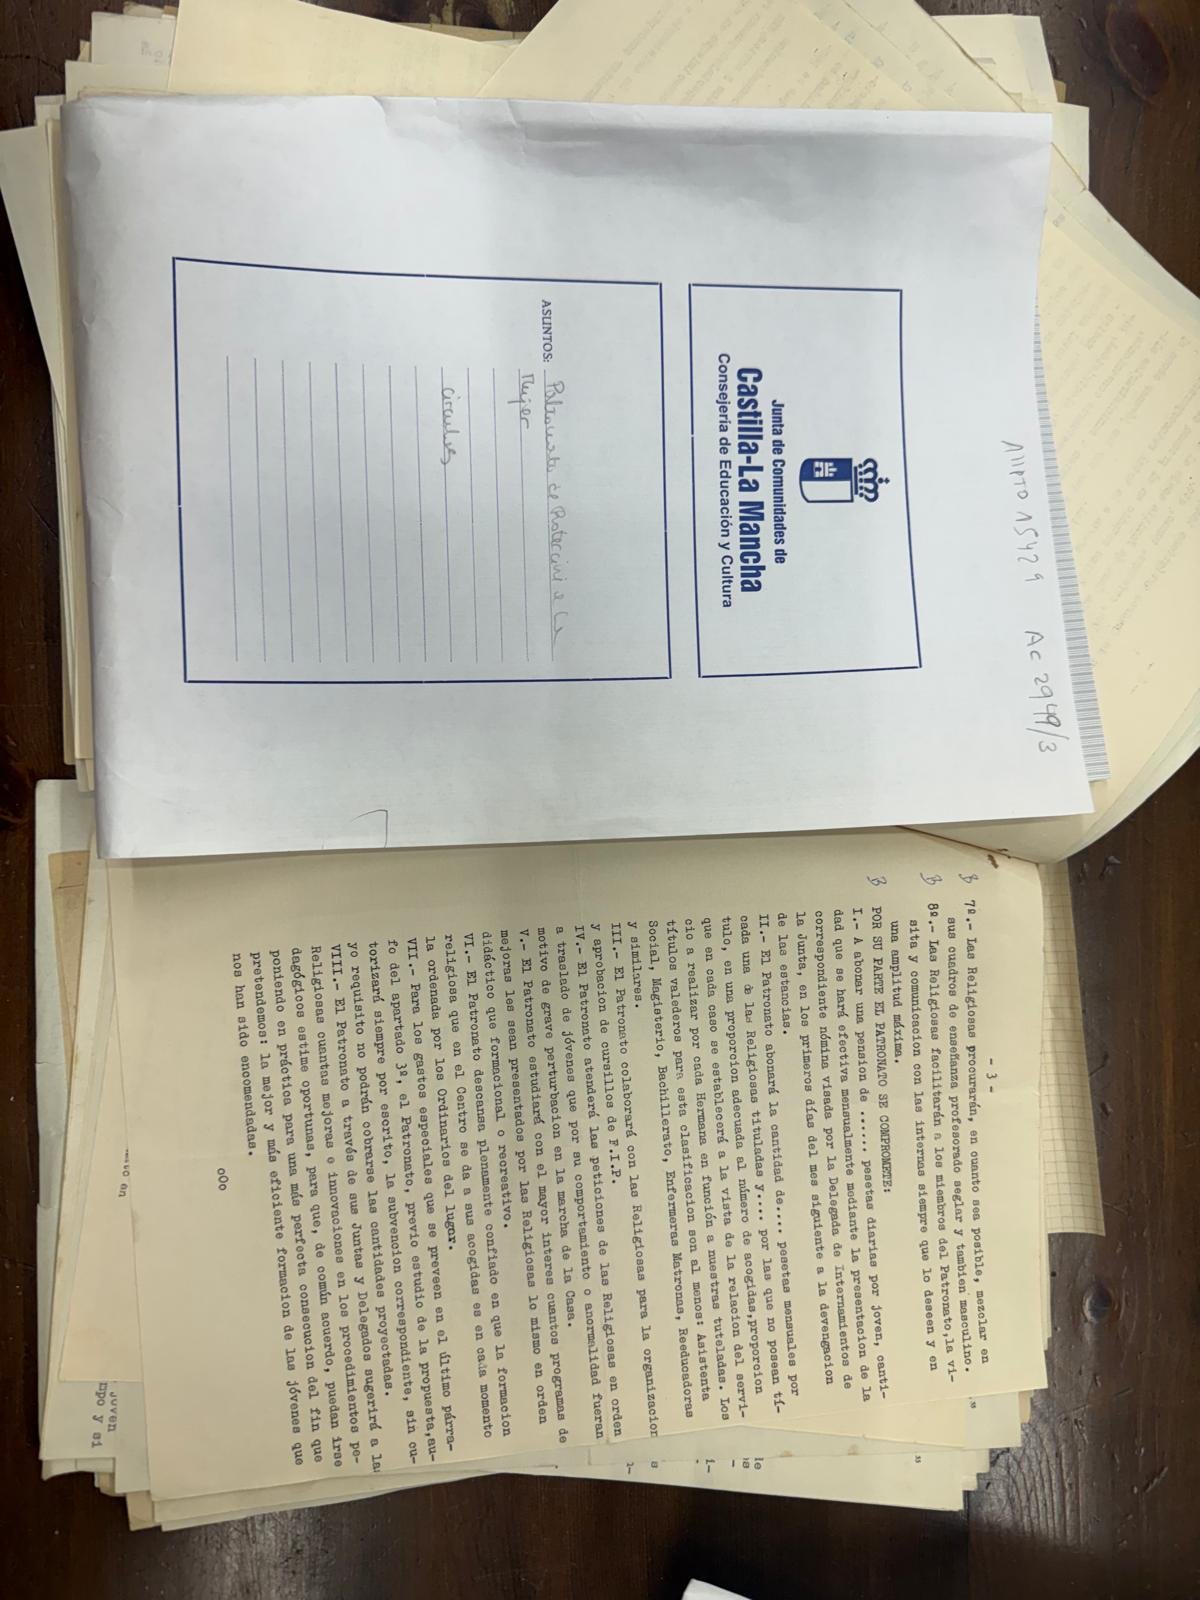 AC 2949/3
Junta de Comunidades de
Castilla-La Mancha
Consejería de Educación y Cultura
ASUNTOS: Patronato de Protección a la
Mujer
circulares
- 3 -
B 7º.- Las Religiosas procurarán, en cuanto sea posible, mezclar en
sus cuadros de enseñanza profesorado seglar y tambien masculino.
B 8º.- Las Religiosas facilitarán a los miembros del Patronato,la vi-
sita y comunicacion con las internas siempre que lo deseen y en
una amplitud máxima.
B POR SU PARTE EL PATRONATO SE COMPROMETE:
I.- A abonar una pension de ...... pesetas diarias por joven, canti-
dad que se hará efectiva mensualmente mediante la presentacion de la
correspondiente nómina visada por la Delegada de Internamientos de
la Junta, en los primeros días del mes siguiente a la devengacion
de las estancias.
II.- El Patronato abonará la cantidad de.... pesetas mensuales por
cada una de las Religiosas tituladas y.... por las que no posean tí-
tulo, en una proporcion adecuada al número de acogidas,proporcion
que en cada caso se establecerá a la vista de la relacion del servi-
cio a realizar por cada Hermana en función a nuestras tuteladas. Los
títulos valederos para esta clasificacion son al menos: Asistenta
Social, Magisterio, Bachillerato, Enfermeras Matronas, Reeducadoras
y similares.
III.- El Patronato colaborará con las Religiosas para la organizacion
y aprobacion de cursillos de F.I.P.
IV.- El Patronato atenderá las peticiones de las Religiosas en orden
a traslado de jóvenes que por su comportamiento o anormalidad fueran
motivo de grave perturbacion en la marcha de la Casa.
V.- El Patronato estudiará con el mayor interes cuantos programas de
mejoras les sean presentados por las Religiosas lo mismo en orden
didáctico que formacional o recreativo.
VI.- El Patronato descansa plenamente confiado en que la formacion
religiosa que en el Centro se da a sus acogidas es en cada momento
la ordenada por los Ordinarios del lugar.
VII.- Para los gastos especiales que se preveen en el último párra-
fo del apartado 3º, el Patronato, previo estudio de la propuesta,au-
torizará siempre por escrito, la subvencion correspondiente, sin cu-
yo requisito no podrán cobrarse las cantidades proyectadas.
VIII.- El Patronato a través de sus Juntas y Delegados sugerirá a las
Religiosas cuantas mejoras e innovaciones en los procedimientos pe-
dagógicos estime oportunas, para que, de común acuerdo, puedan irse
poniendo en práctica para una más perfecta consecucion del fin que
pretendemos: la mejor y más eficiente formacion de las jóvenes que
nos han sido encomendadas.
oOo
joven
mpo y si